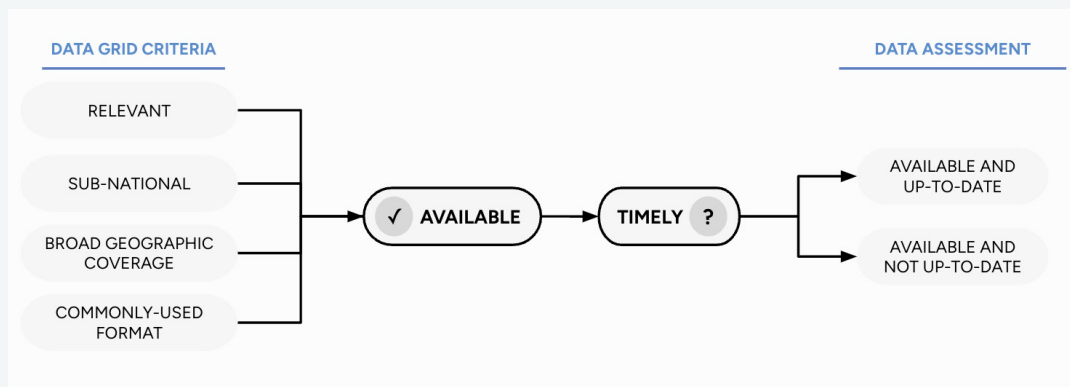 DATA GRID CRITERIA
RELEVANT
SUB-NATIONAL
BROAD GEOGRAPHIC
COVERAGE
COMMONLY-USED
FORMAT
✓ AVAILABLE
TIMELY ?
DATA ASSESSMENT
AVAILABLE AND
UP-TO-DATE
AVAILABLE AND
NOT UP-TO-DATE